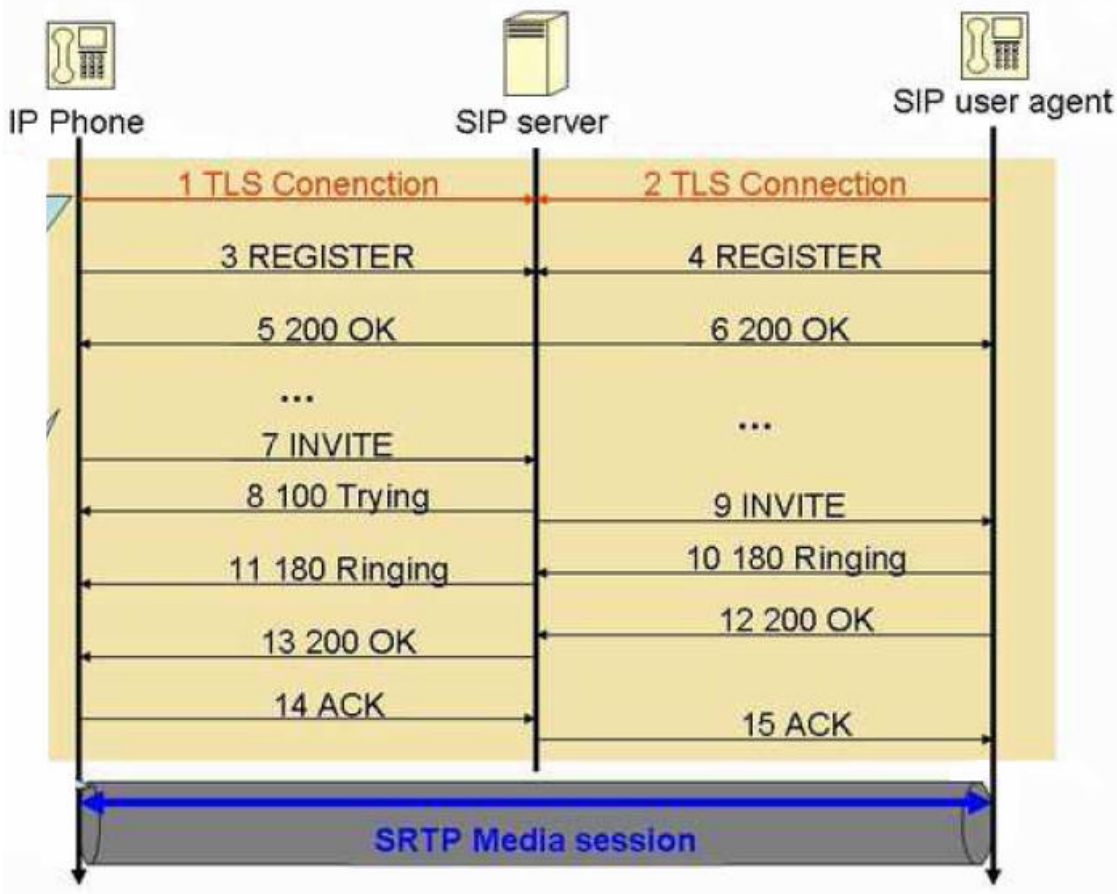 IP Phone
SIP server
SIP user agent
1 TLS Conenction
2 TLS Connection
3 REGISTER
4 REGISTER
5 200 OK
6 200 OK
...
...
7 INVITE
8 100 Trying
9 INVITE
10 180 Ringing
11 180 Ringing
12 200 OK
13 200 OK
14 ACK
15 ACK
SRTP Media session